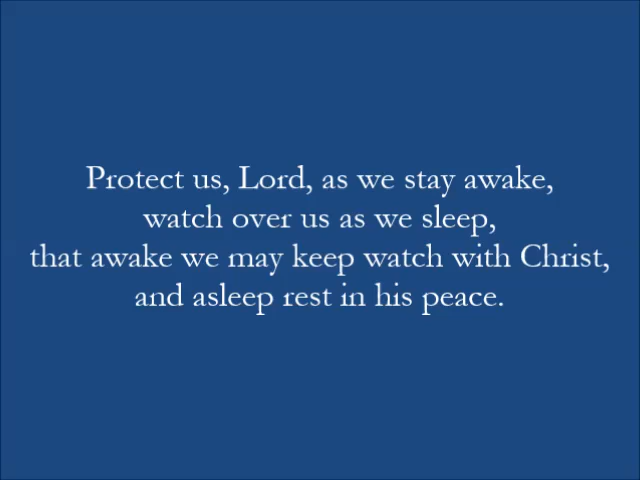 Protect us, Lord, as we stay awake,
watch over us as we sleep,
that awake we may keep watch with Christ,
and asleep rest in his peace.